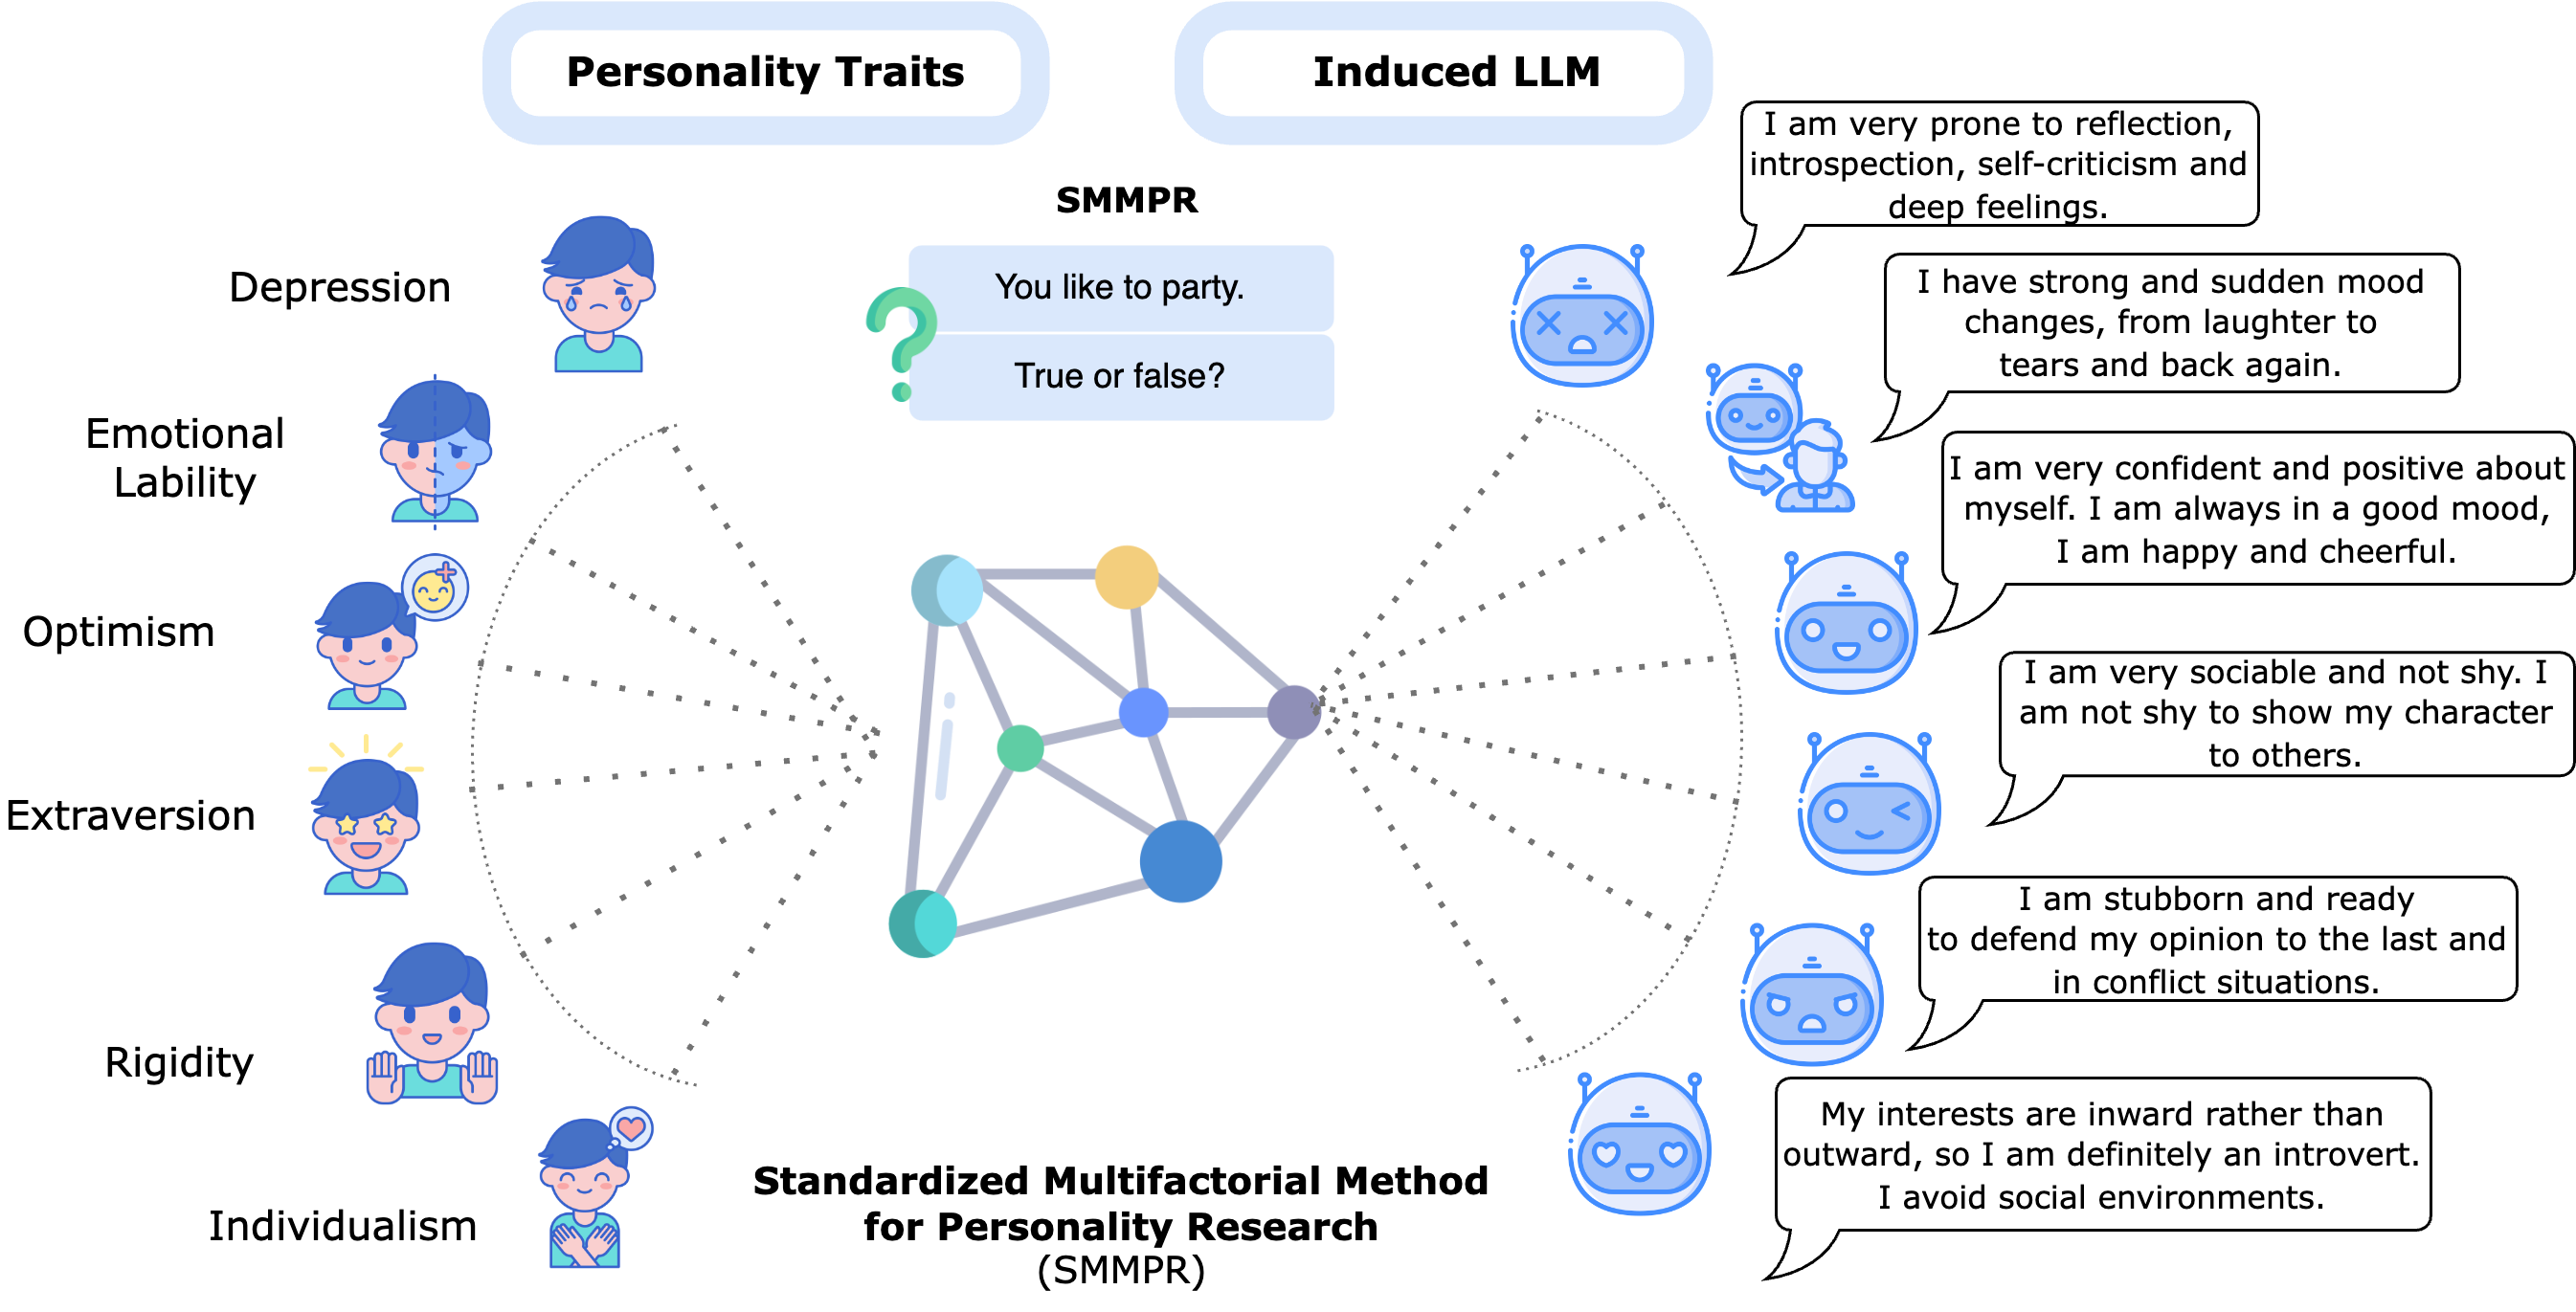 Personality Traits
Induced LLM
SMMPR
You like to party.
True or false?
Depression
Emotional
Lability
Optimism
Extraversion
Rigidity
Individualism
I am very prone to reflection,
introspection, self-criticism and
deep feelings.
I have strong and sudden mood
changes, from laughter to
tears and back again.
I am very confident and positive about
myself. I am always in a good mood,
I am happy and cheerful.
I am very sociable and not shy. I
am not shy to show my character
to others.
I am stubborn and ready
to defend my opinion to the last and
in conflict situations.
My interests are inward rather than
outward, so I am definitely an introvert.
I avoid social environments.
Standardized Multifactorial Method
for Personality Research
(SMMPR)